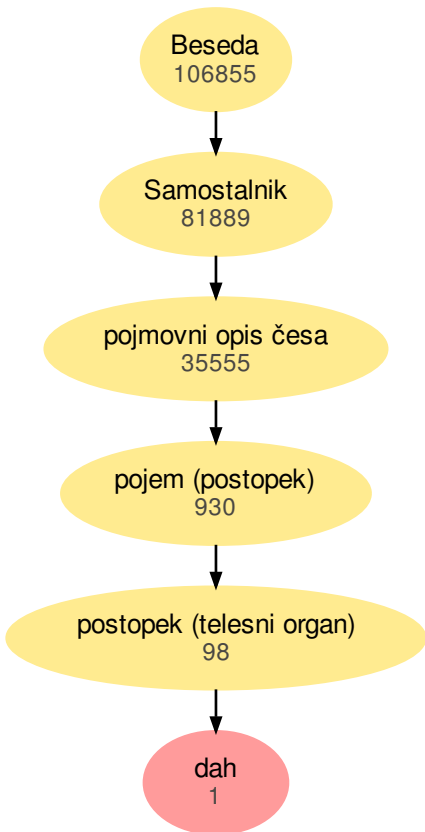 Beseda
106855
Samostalnik
81889
pojmovni opis česa
35555
pojem (postopek)
930
postopek (telesni organ)
98
dah
1